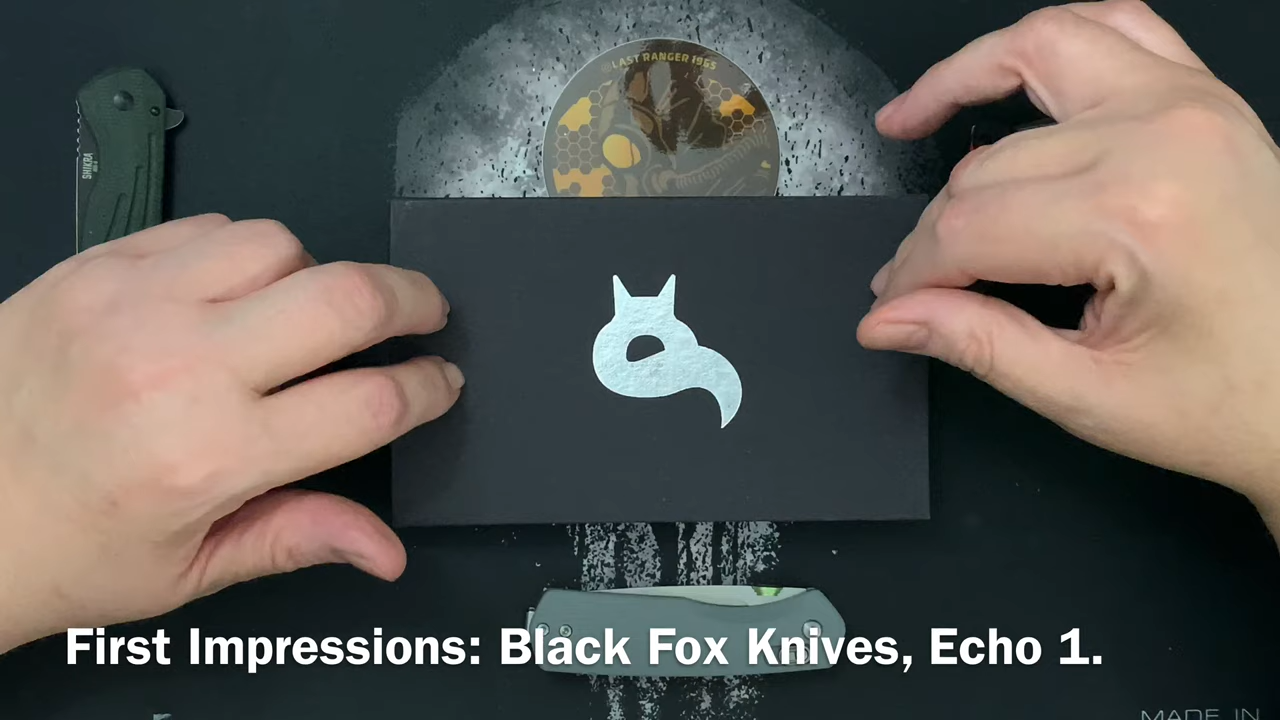 LAST RANGER 1965
SHIKRA
First Impressions: Black Fox Knives, Echo 1.
MADE IN